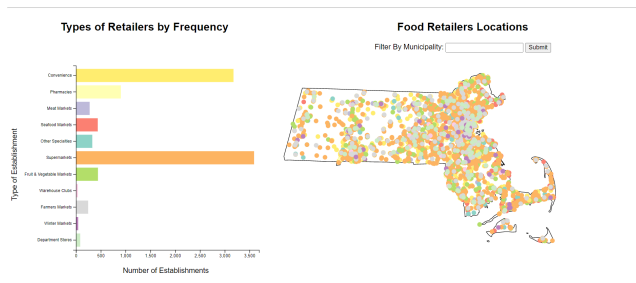 Types of Retailers by Frequency
Food Retailers Locations
Filter By Municipality:
Submit
Type of Establishment
Convenience
Pharmacies
Meat Markets
Seafood Markets
Other Specialties
Supermarkets
Fruit & Vegetable Markets
Warehouse Clubs
Farmers Markets
Winter Markets
Department Stores
0 500 1,000 1,500 2,000 2,500 3,000 3,500
Number of Establishments